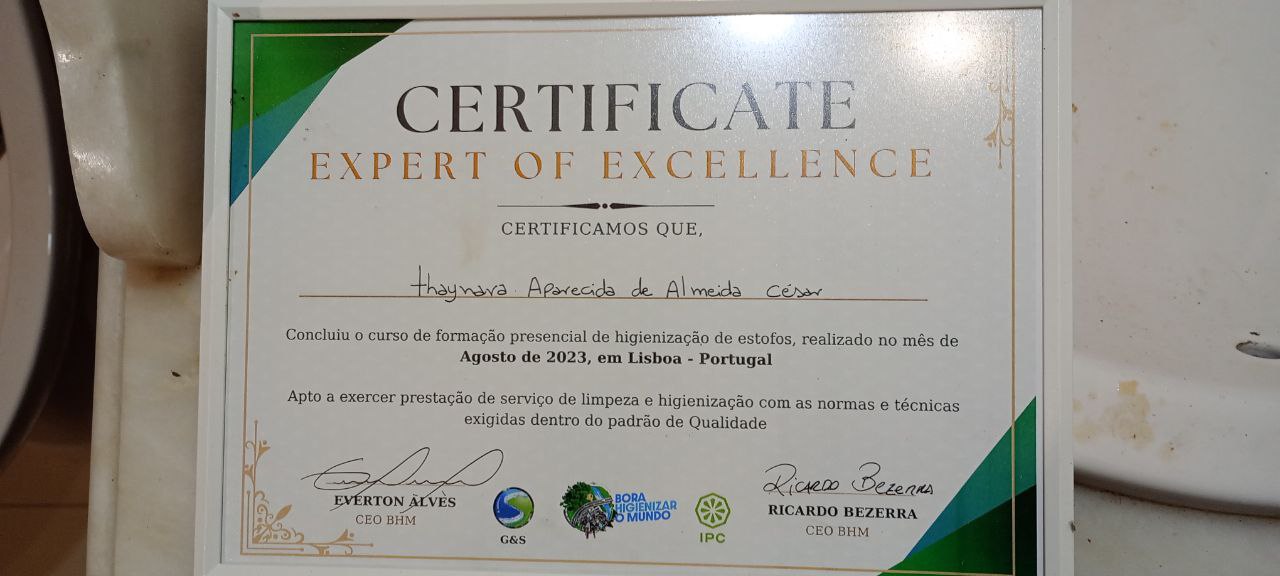 CERTIFICATE
EXPERT OF EXCELLENCE
CERTIFICAMOS QUE,
thaynara Aparecida de Almeida césar
Concluiu o curso de formação presencial de higienização de estofos, realizado no mês de
Agosto de 2023, em Lisboa - Portugal
Apto a exercer prestação de serviço de limpeza e higienização com as normas e técnicas
exigidas dentro do padrão de Qualidade
EVERTON ALVES
CEO BHM
G&S
BORA
HIGIENIZAR
O MUNDO
IPC
Ricardo Bezerra
RICARDO BEZERRA
CEO BHM